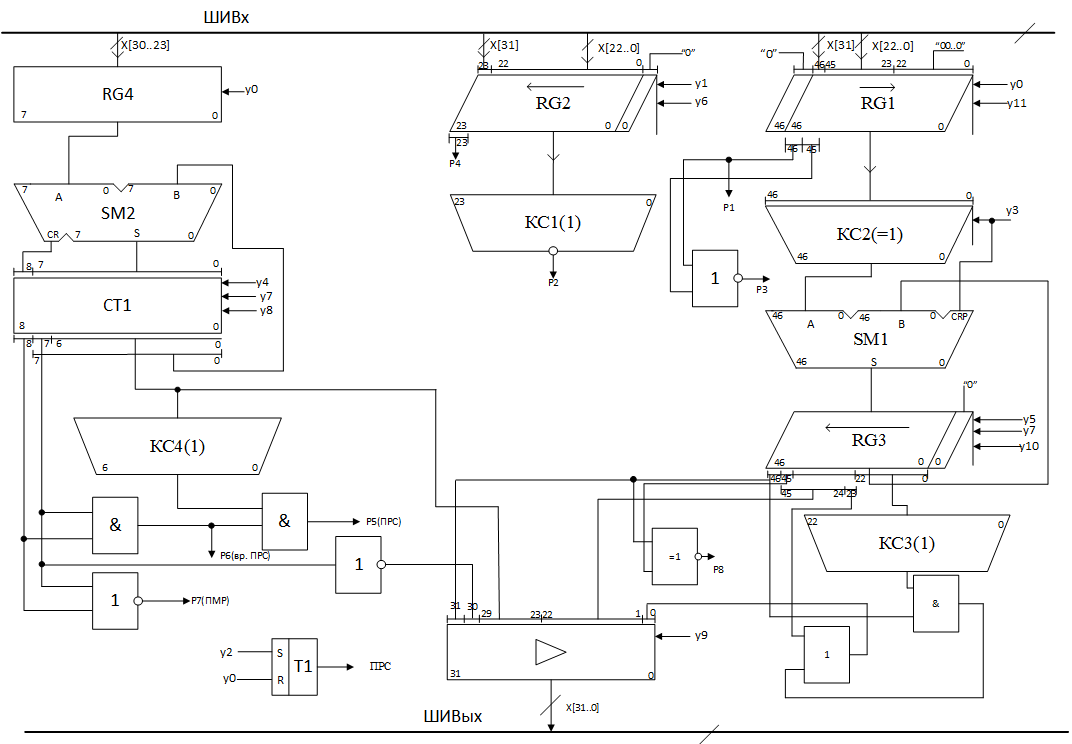 ШИВх
X[30..23]
X[31]
X[22..0]
“0”
“0”
X[31]
X[22..0]
“00..0”
23 22 0
46 45 23 22 0
RG4
7 0
y0
RG2
23 0 0
y1
y6
RG1
46 46 0
y0
y11
23
P4
46 45
P1
7 A 0 7 B 0
SM2
CR 7 S 0
23 0
КС1(1)
P2
46 0
КС2(=1)
46 0
y3
1
P3
8 7 0
CT1
8 0
y4
y7
y8
8 7 6 0
7 0
46 A 0 46 B 0 CRP
SM1
46 S 0
“0”
RG3
46 0 0
y5
y7
y10
46 45 22 0
45 24 23
КС4(1)
6 0
22 0
КС3(1)
&
&
P5(ПРС)
P6(вр. ПРС)
1
P7(ПМР)
1
=1
P8
&
1
31 30 29 23 22 1 0
31 0
y9
y2
y0
S
R
T1
ПРС
X[31..0]
ШИВых